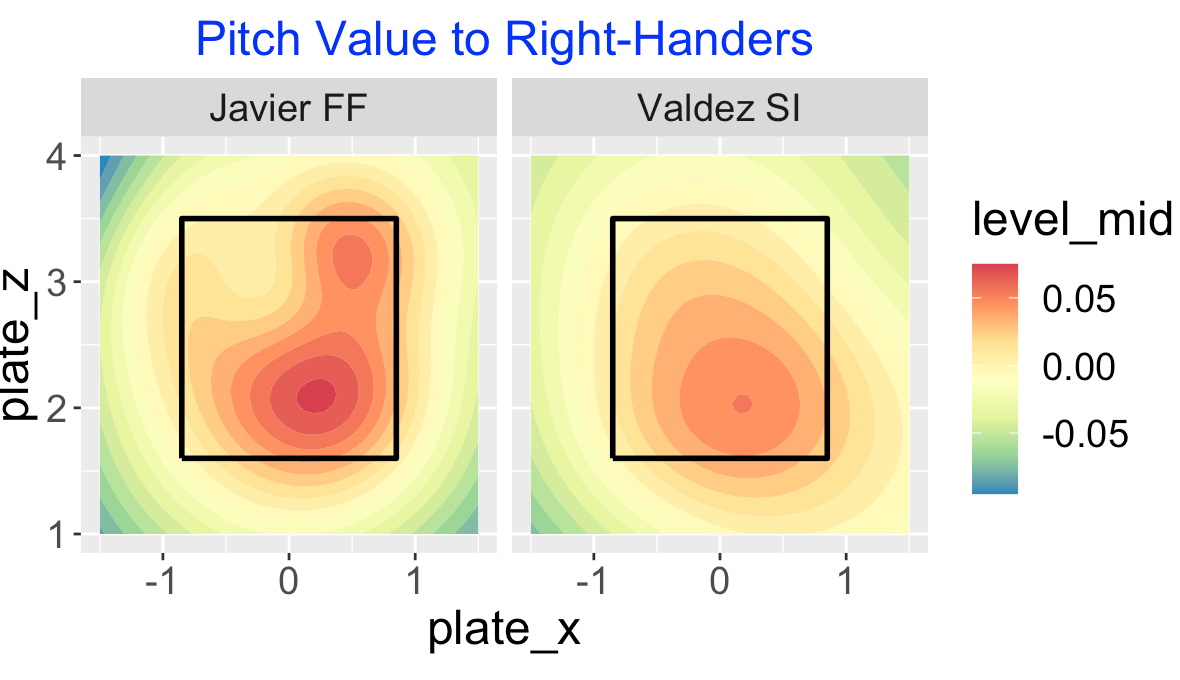 Pitch Value to Right-Handers
Javier FF
Valdez SI
4
3
2
1
plate_z
-1
0
1
-1
0
1
plate_x
level_mid
0.05
0.00
-0.05